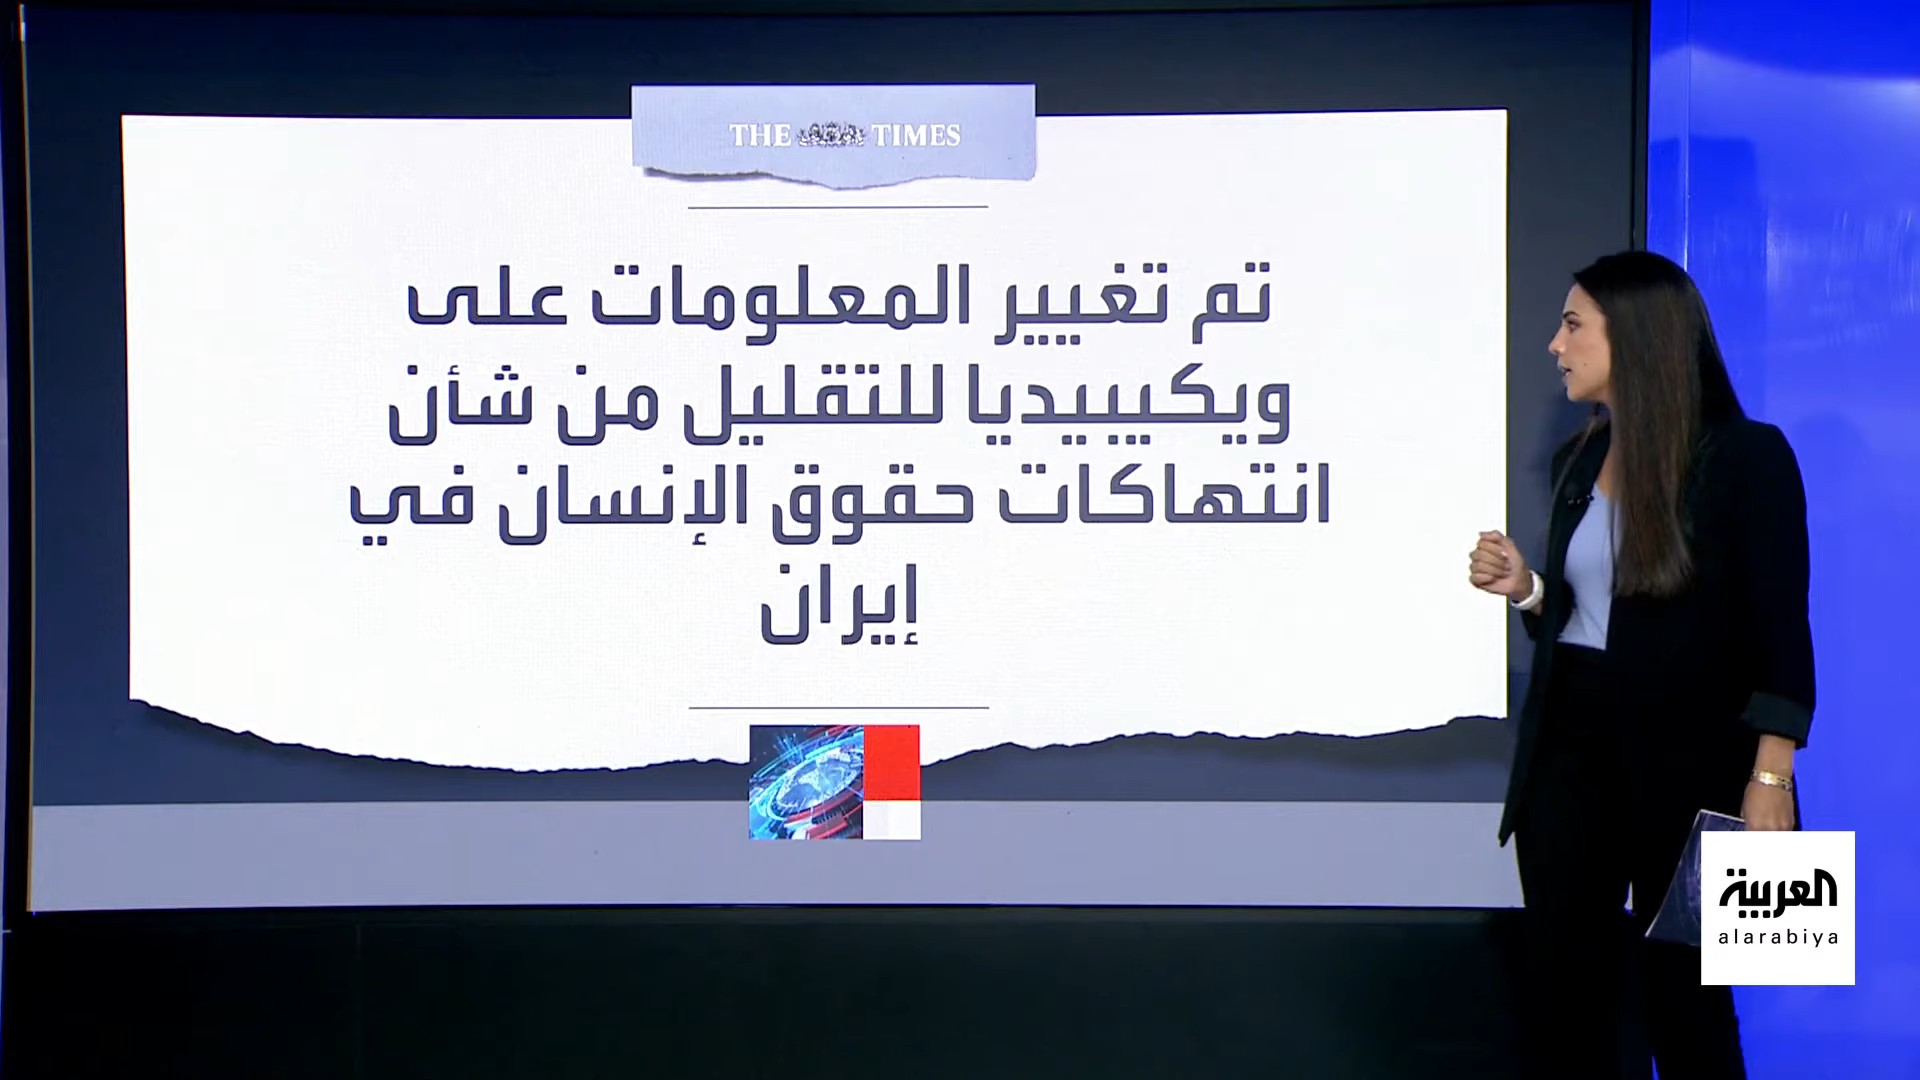 THE TIMES
تم تغيير المعلومات على
ويكيبيديا للتقليل من شأن
انتهاكات حقوق الإنسان في
إيران
العربية
alarabiya